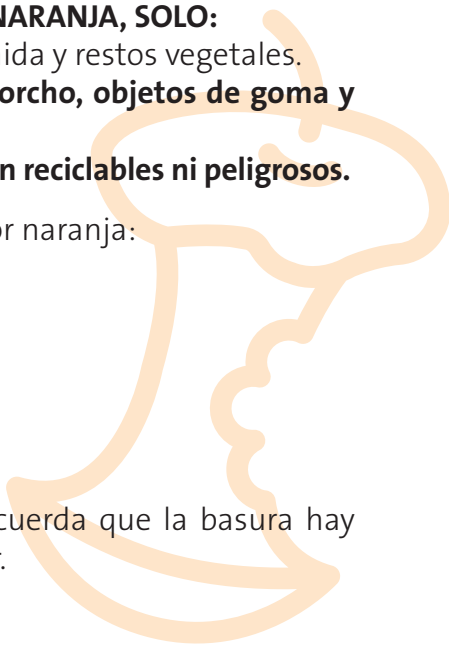 NARANJA, SOLO:
ida y restos vegetales.
orcho, objetos de goma y
n reciclables ni peligrosos.
or naranja:
cuerda que la basura hay